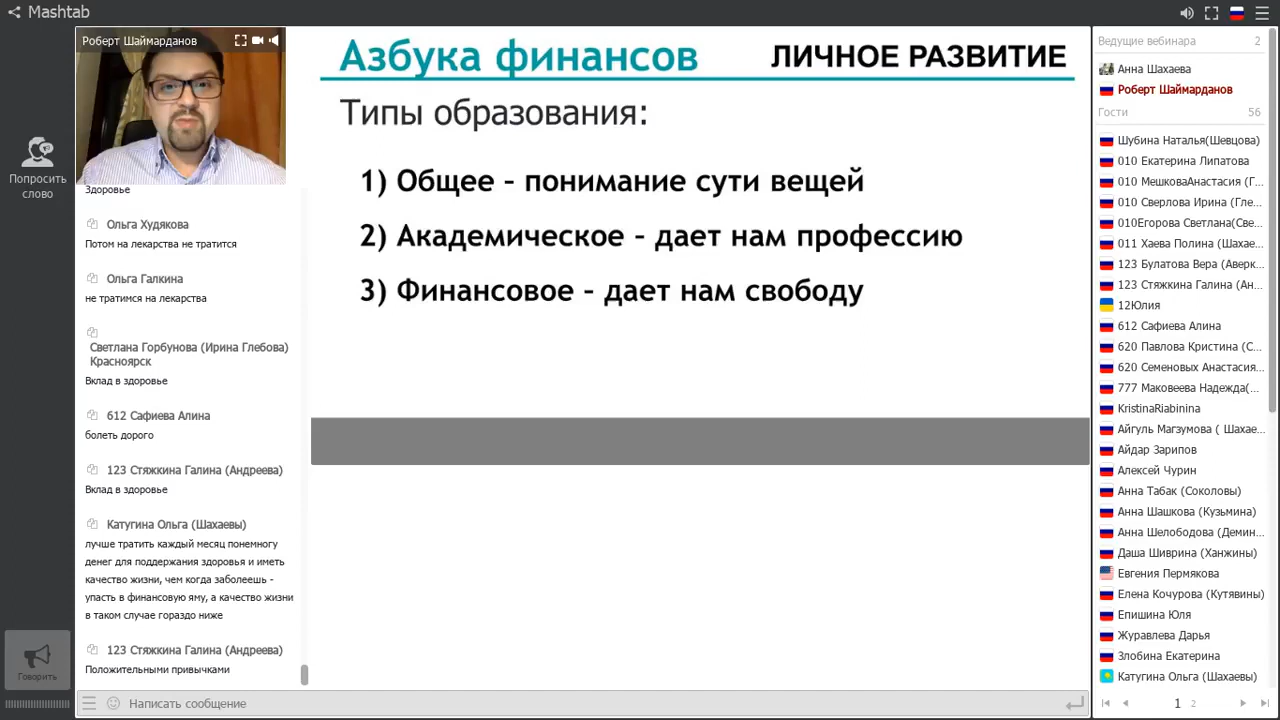 Mashtab
Роберт Шаймарданов
Попросить
слово
Говорить
Здоровье
Ольга Худякова
Потом на лекарства не тратится
Ольга Галкина
не тратимся на лекарства
Светлана Горбунова (Ирина Глебова)
Красноярск
Вклад в здоровье
612 Сафиева Алина
болеть дорого
123 Стяжкина Галина (Андреева)
Вклад в здоровье
Катугина Ольга (Шахаевы)
лучше тратить каждый месяц понемногу
денег для поддержания здоровья и иметь
качество жизни, чем когда заболеешь -
упасть в финансовую яму, а качество жизни
в таком случае гораздо ниже
123 Стяжкина Галина (Андреева)
Положительными привычками
Написать сообщение
Азбука финансов
ЛИЧНОЕ РАЗВИТИЕ
Типы образования:
1) Общее – понимание сути вещей
2) Академическое – дает нам профессию
3) Финансовое – дает нам свободу
Ведущие вебинара 2
Анна Шахаева
Роберт Шаймарданов
Гости 56
Шубина Наталья(Шевцова)
010 Екатерина Липатова
010 МешковаАнастасия (Г...
010 Сверлова Ирина (Гле...
010Егорова Светлана(Све...
011 Хаева Полина (Шахае...
123 Булатова Вера (Аверк...
123 Стяжкина Галина (Ан...
12Юлия
612 Сафиева Алина
620 Павлова Кристина (С...
620 Семеновых Анастасия...
777 Маковеева Надежда(...
KristinaRiabinina
Айгуль Магзумова ( Шахае...
Айдар Зарипов
Алексей Чурин
Анна Табак (Соколовы)
Анна Шашкова (Кузьмина)
Анна Шелободова (Демин...
Даша Шиврина (Ханжины)
Евгения Пермякова
Елена Кочурова (Кутявины)
Епишина Юля
Журавлева Дарья
Злобина Екатерина
Катугина Ольга (Шахаевы)
1 2